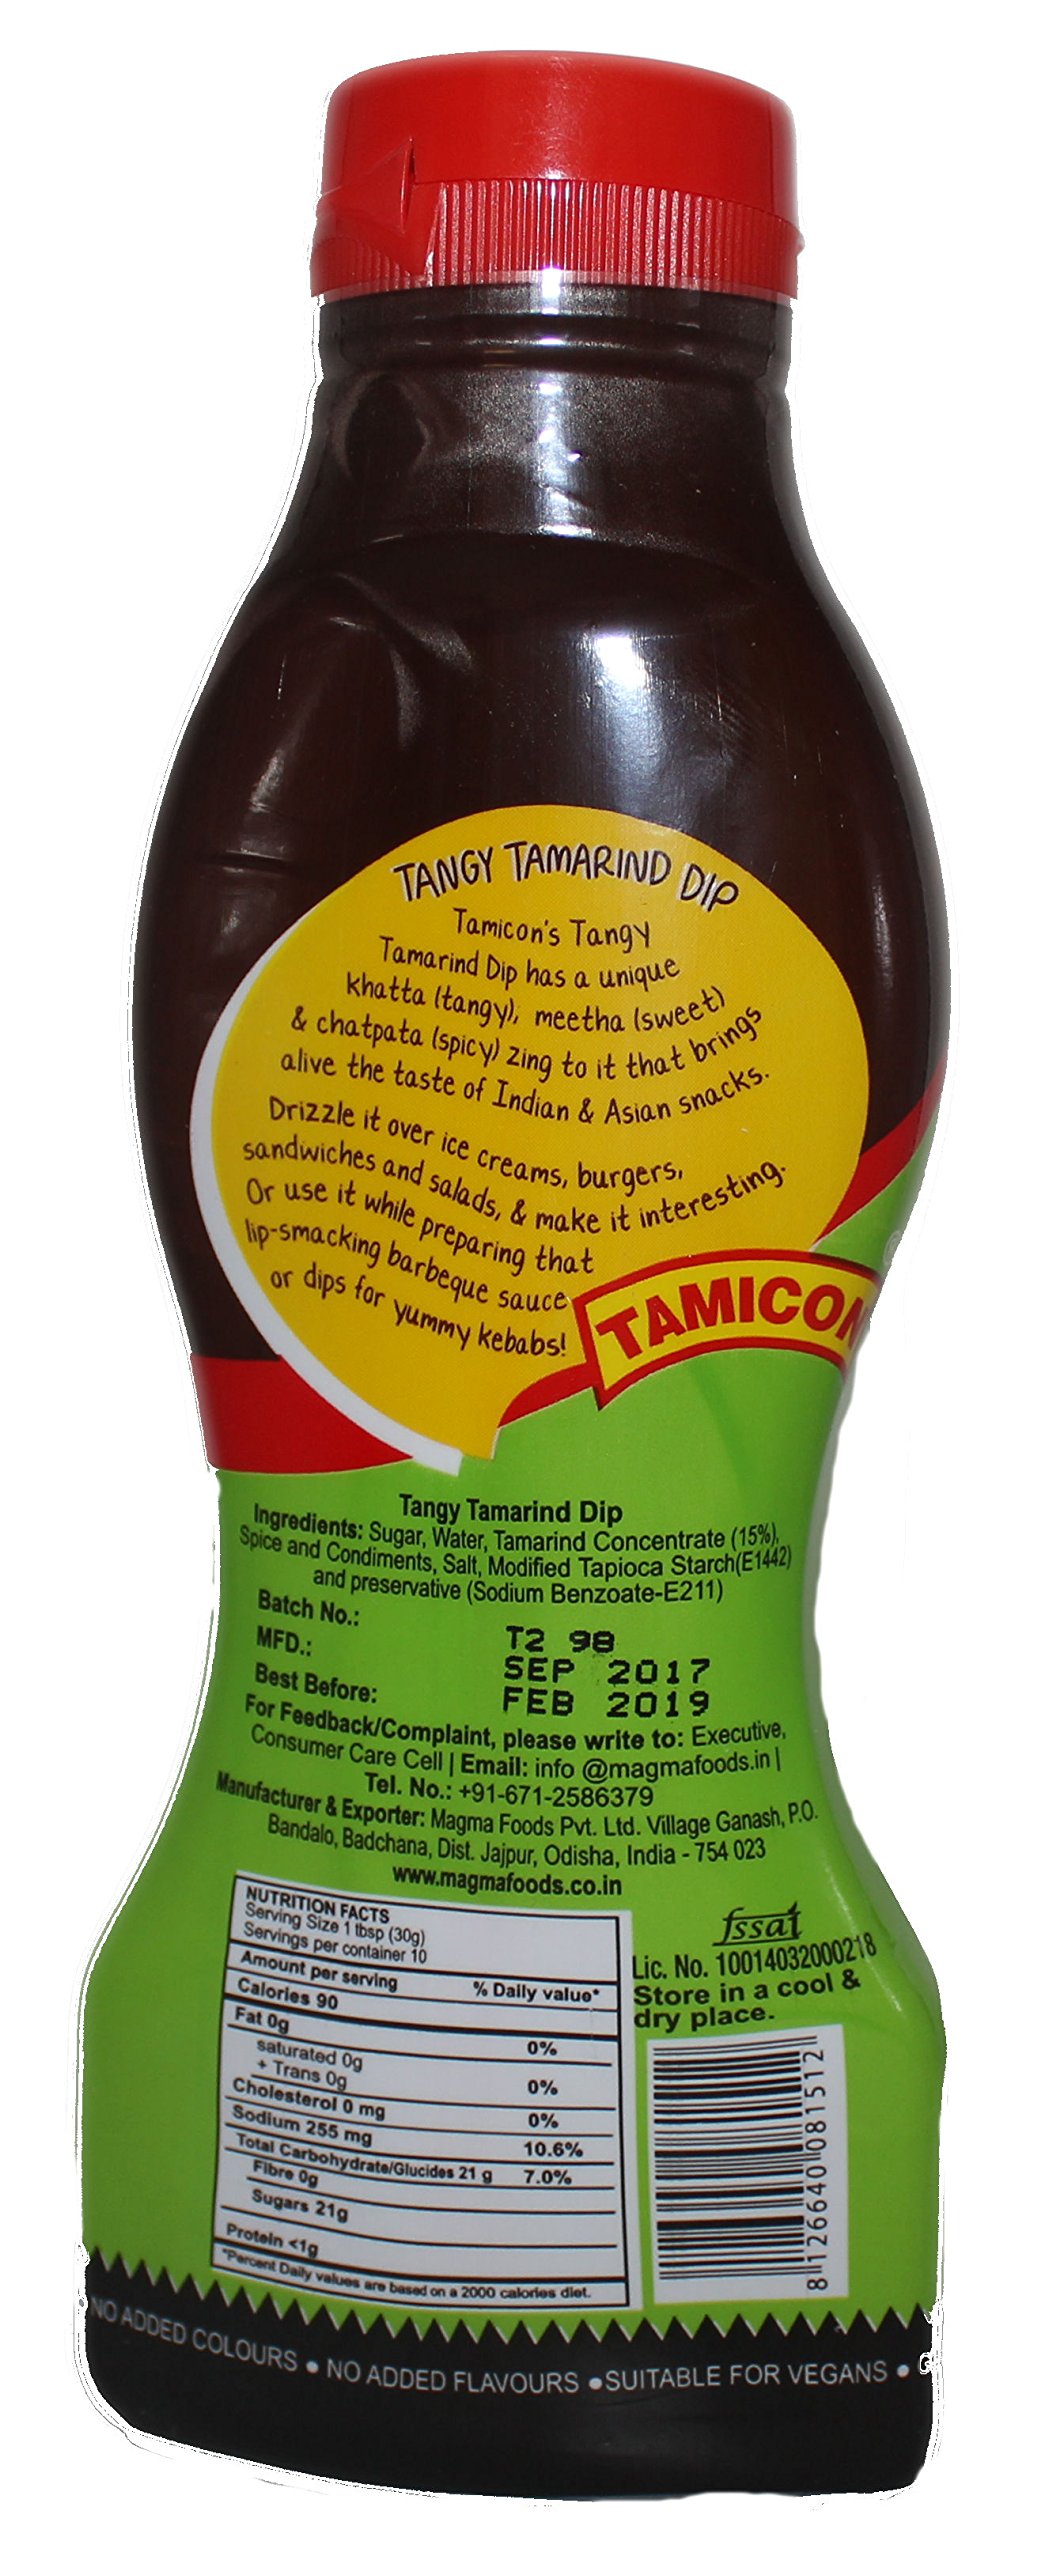 TANGY TAMARIND DIP
Tamicon's Tangy
Tamarind Dip has a unique
khatta (tangy), meetha (sweet)
& chatpata (spicy) zing to it that brings
alive the taste of Indian & Asian snacks.
Drizzle it over ice creams, burgers,
sandwiches and salads, & make it interesting.
Or use it while preparing that
lip-smacking barbeque sauce
or dips for yummy kebabs!
TAMICON
Tangy Tamarind Dip
Ingredients: Sugar, Water, Tamarind Concentrate (15%),
Spice and Condiments, Salt, Modified Tapioca Starch(E1442)
and preservative (Sodium Benzoate-E211)
Batch No.: T2 98
MFD.: SEP 2017
Best Before: FEB 2019
For Feedback/Complaint, please write to: Executive,
Consumer Care Cell | Email: info @magmafoods.in |
Tel. No.: +91-671-2586379
Manufacturer & Exporter: Magma Foods Pvt. Ltd. Village Ganash, P.O.
Bandalo, Badchana, Dist. Jajpur, Odisha, India - 754 023
www.magmafoods.co.in
NUTRITION FACTS
Serving Size 1 tbsp (30g)
Servings per container 10
Amount per serving % Daily value*
Calories 90
Fat 0g 0%
saturated 0g
+ Trans 0g 0%
Cholesterol 0 mg 0%
Sodium 255 mg 10.6%
Total Carbohydrate/Glucides 21 g 7.0%
Fibre 0g
Sugars 21g
Protein <1g
*Percent Daily values are based on a 2000 calories diet.
fssai
Lic. No. 10014032000218
Store in a cool &
dry place.
8 126640 081512
NO ADDED COLOURS • NO ADDED FLAVOURS •SUITABLE FOR VEGANS • G